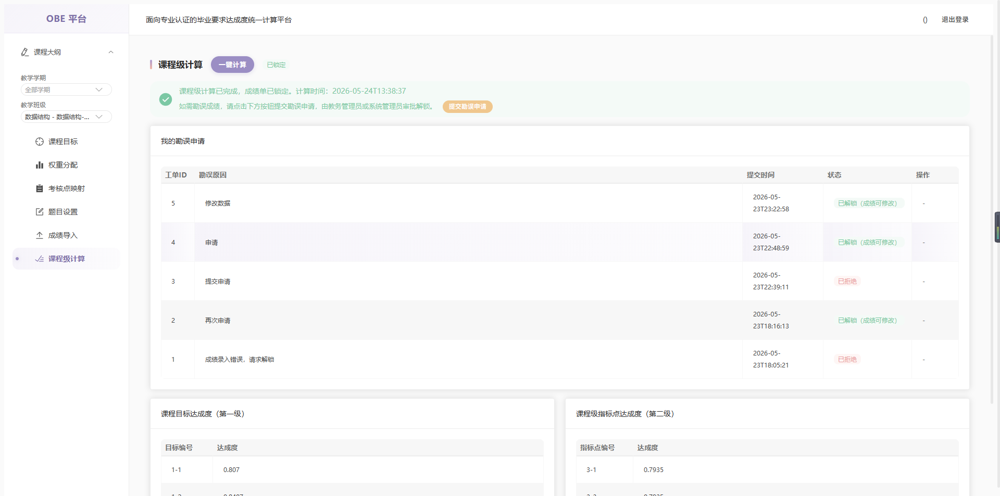 OBE 平台
面向专业认证的毕业要求达成度统一计算平台
()
退出登录
课程大纲
教学学期
全部学期
教学班级
数据结构 - 数据结构-...
课程目标
权重分配
考核点映射
题目设置
成绩导入
课程级计算
课程级计算
一键计算
已锁定
课程级计算已完成，成绩单已锁定。计算时间：2026-05-24T13:38:37
如需勘误成绩，请点击下方按钮提交勘误申请，由教务管理员或系统管理员审批解锁。
提交勘误申请
我的勘误申请
工单ID 勘误原因 提交时间 状态 操作
5 修改数据 2026-05-23T23:22:58 已解锁（成绩可修改） -
4 申请 2026-05-23T22:48:59 已解锁（成绩可修改） -
3 提交申请 2026-05-23T22:39:11 已拒绝 -
2 再次申请 2026-05-23T18:16:13 已解锁（成绩可修改） -
1 成绩录入错误，请求解锁 2026-05-23T18:05:21 已拒绝 -
课程目标达成度（第一级）
目标编号 达成度
1-1 0.807
课程级指标点达成度（第二级）
指标点编号 达成度
3-1 0.7935